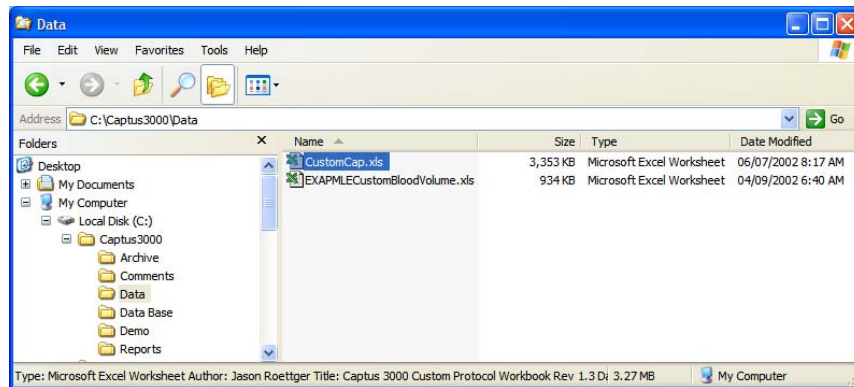 Data
File Edit View Favorites Tools Help
Address C:\Captus3000\Data Go
Folders × Name Size Type Date Modified
Desktop
My Documents
My Computer
Local Disk (C:)
Captus3000
Archive
Comments
Data
Data Base
Demo
Reports
CustomCap.xls 3,353 KB Microsoft Excel Worksheet 06/07/2002 8:17 AM
EXAPMLECustomBloodVolume.xls 934 KB Microsoft Excel Worksheet 04/09/2002 6:40 AM
Type: Microsoft Excel Worksheet Author: Jason Roettger Title: Captus 3000 Custom Protocol Workbook Rev 1.3 Da 3.27 MB My Computer